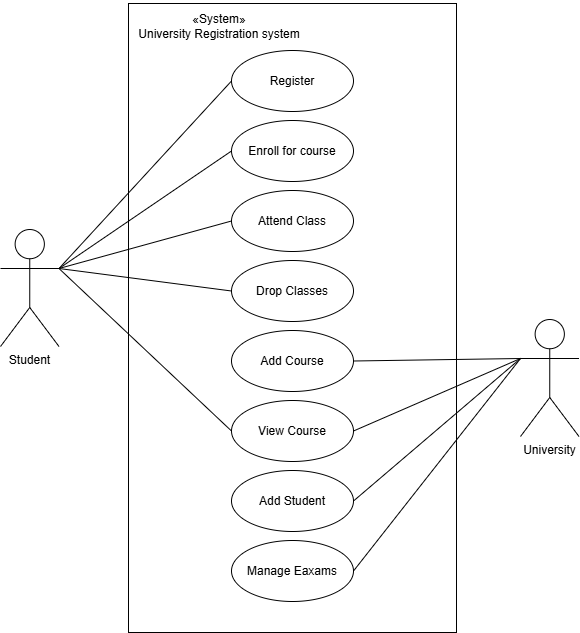 «System»
University Registration system
Register
Enroll for course
Attend Class
Drop Classes
Add Course
Student
View Course
University
Add Student
Manage Eaxams